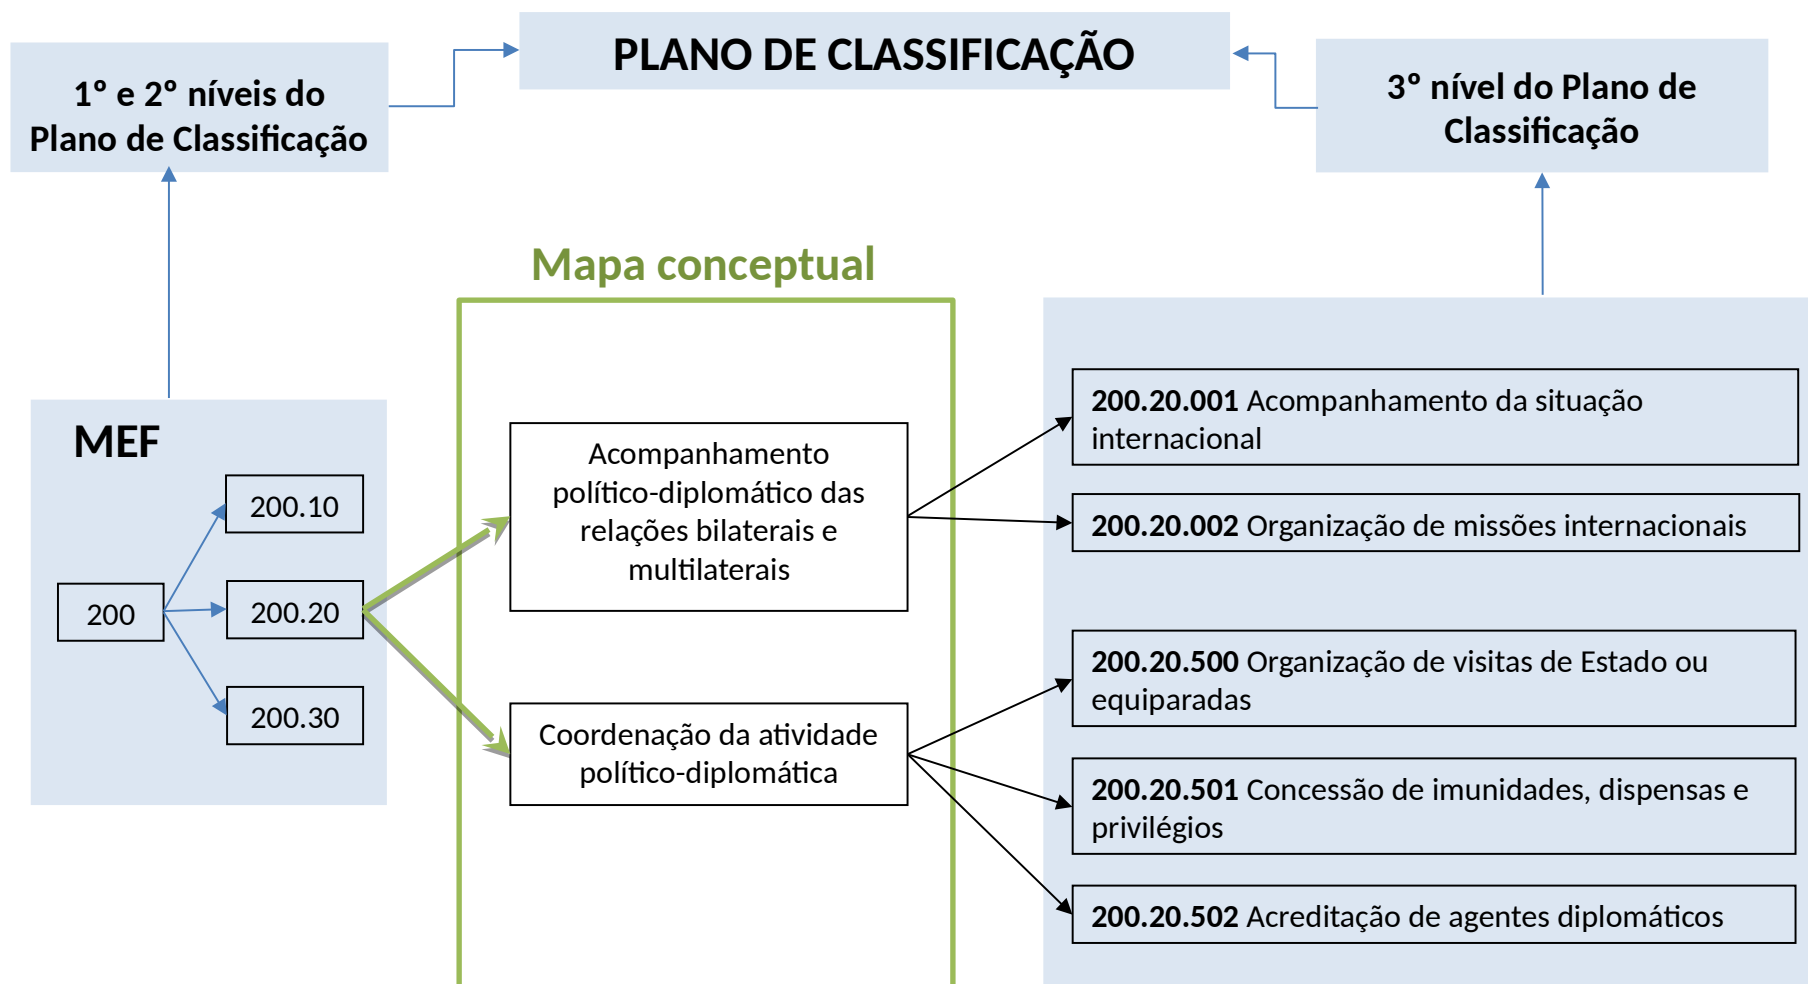 PLANO DE CLASSIFICAÇÃO
1º e 2º níveis do
Plano de Classificação
3º nível do Plano de
Classificação
Mapa conceptual
MEF
200
200.10
200.20
200.30
Acompanhamento
político-diplomático das
relações bilaterais e
multilaterais
Coordenação da atividade
político-diplomática
200.20.001 Acompanhamento da situação
internacional
200.20.002 Organização de missões internacionais
200.20.500 Organização de visitas de Estado ou
equiparadas
200.20.501 Concessão de imunidades, dispensas e
privilégios
200.20.502 Acreditação de agentes diplomáticos